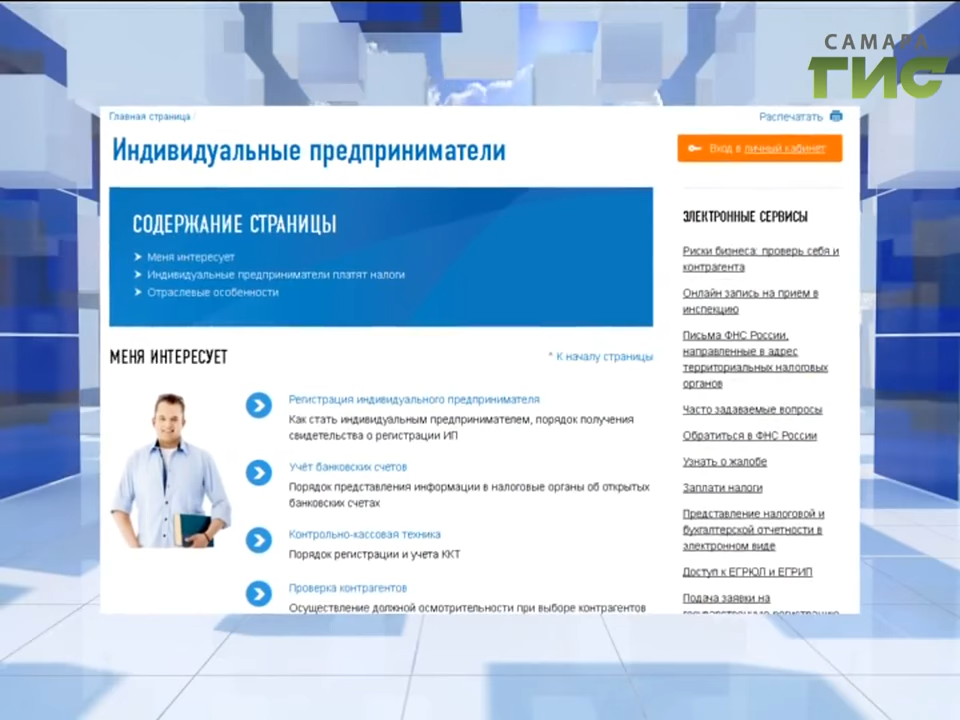 САМАРА
ГИС
Главная страница /
Распечатать
Индивидуальные предприниматели
Вход в личный кабинет
СОДЕРЖАНИЕ СТРАНИЦЫ
Меня интересует
Индивидуальные предприниматели платят налоги
Отраслевые особенности
МЕНЯ ИНТЕРЕСУЕТ
^ К началу страницы
Регистрация индивидуального предпринимателя
Как стать индивидуальным предпринимателем, порядок получения
свидетельства о регистрации ИП
Учёт банковских счетов
Порядок представления информации в налоговые органы об открытых
банковских счетах
Контрольно-кассовая техника
Порядок регистрации и учета ККТ
Проверка контрагентов
Осуществление должной осмотрительности при выборе контрагентов
ЭЛЕКТРОННЫЕ СЕРВИСЫ
Риски бизнеса: проверь себя и
контрагента
Онлайн запись на прием в
инспекцию
Письма ФНС России,
направленные в адрес
территориальных налоговых
органов
Часто задаваемые вопросы
Обратиться в ФНС России
Узнать о жалобе
Заплати налоги
Представление налоговой и
бухгалтерской отчетности в
электронном виде
Доступ к ЕГРЮЛ и ЕГРИП
Подача заявки на
государственную регистрацию